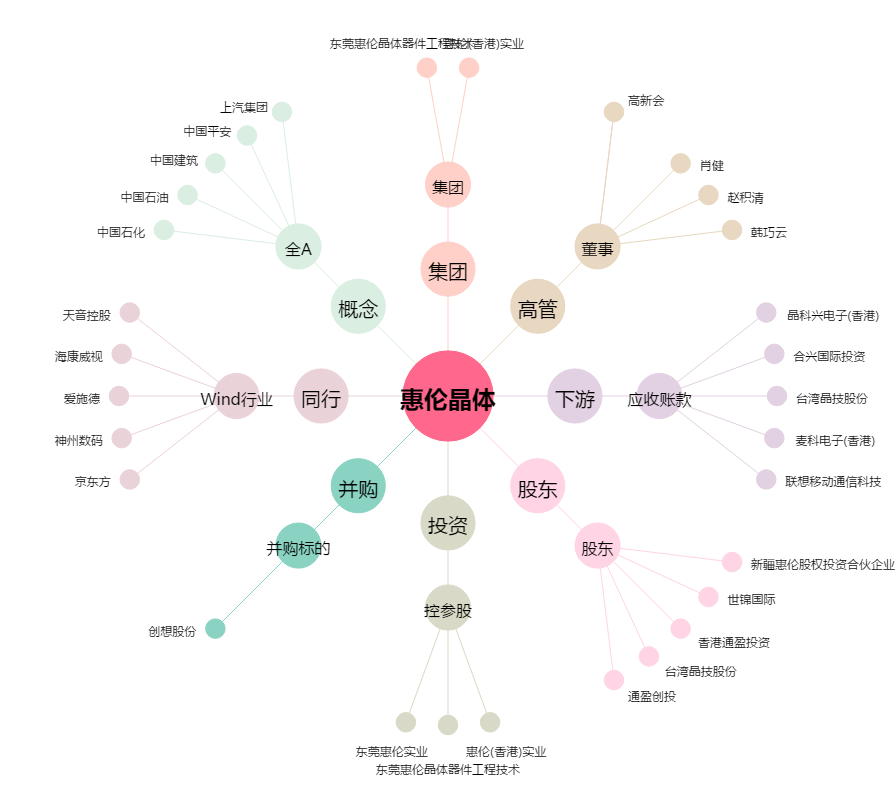 东莞惠伦晶体器件工程技术
惠伦(香港)实业
上汽集团
中国平安
中国建筑
中国石油
中国石化
全A
概念
集团
集团
高新会
肖健
赵积清
韩巧云
董事
高管
天音控股
海康威视
爱施德
神州数码
京东方
Wind行业
同行
惠伦晶体
下游
应收账款
晶科兴电子(香港)
合兴国际投资
台湾晶技股份
麦科电子(香港)
联想移动通信科技
并购
并购标的
创想股份
投资
控参股
东莞惠伦实业
惠伦(香港)实业
东莞惠伦晶体器件工程技术
股东
股东
新疆惠伦股权投资合伙企业
世锦国际
香港通盈投资
台湾晶技股份
通盈创投